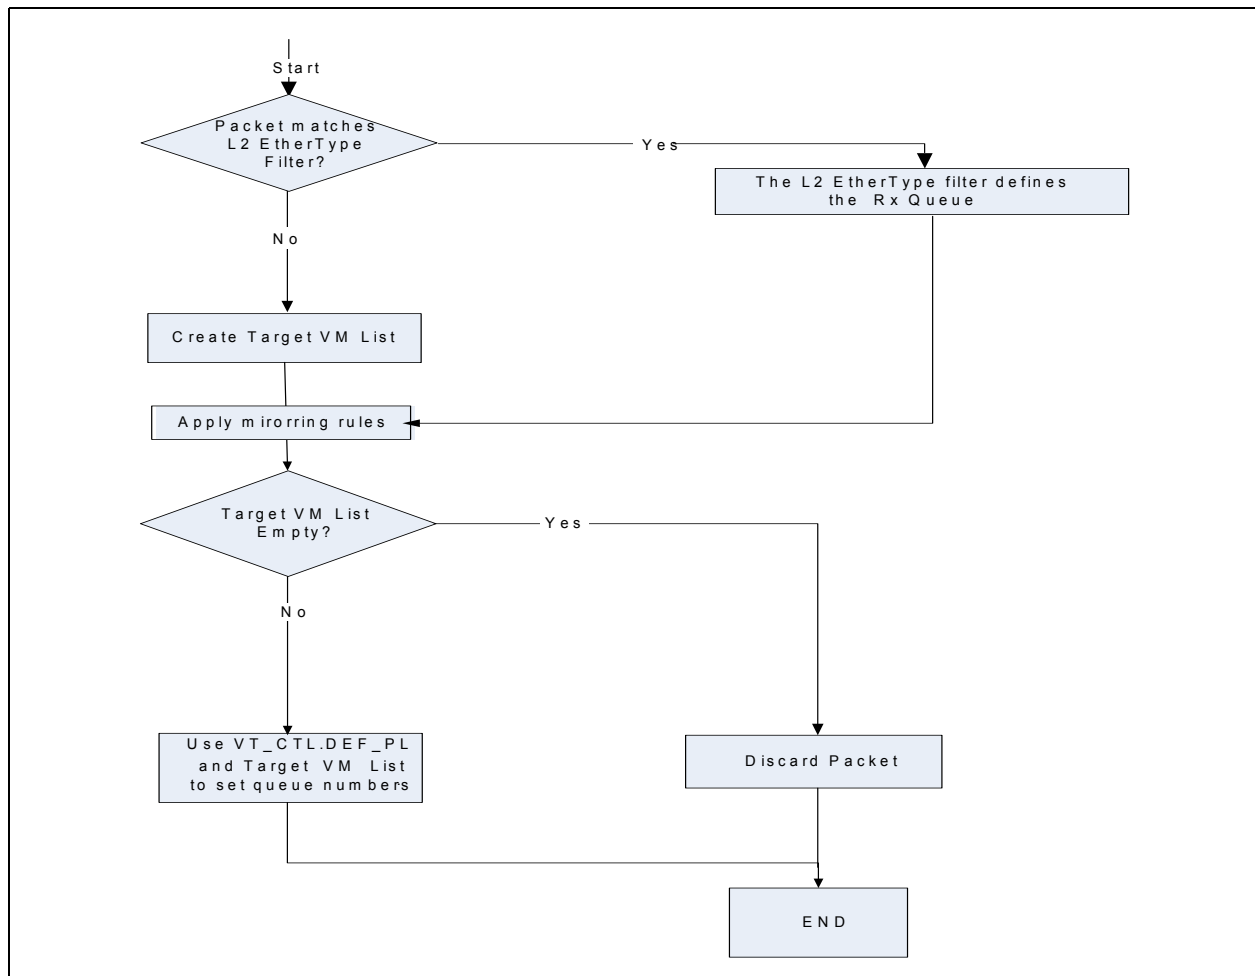 Start
Packet matches
L2 EtherType
Filter?
Yes
The L2 EtherType filter defines
the Rx Queue
No
Create Target VM List
Apply mirorring rules
Target VM List
Empty?
Yes
No
Use VT_CTL.DEF_PL
and Target VM List
to set queue numbers
Discard Packet
END